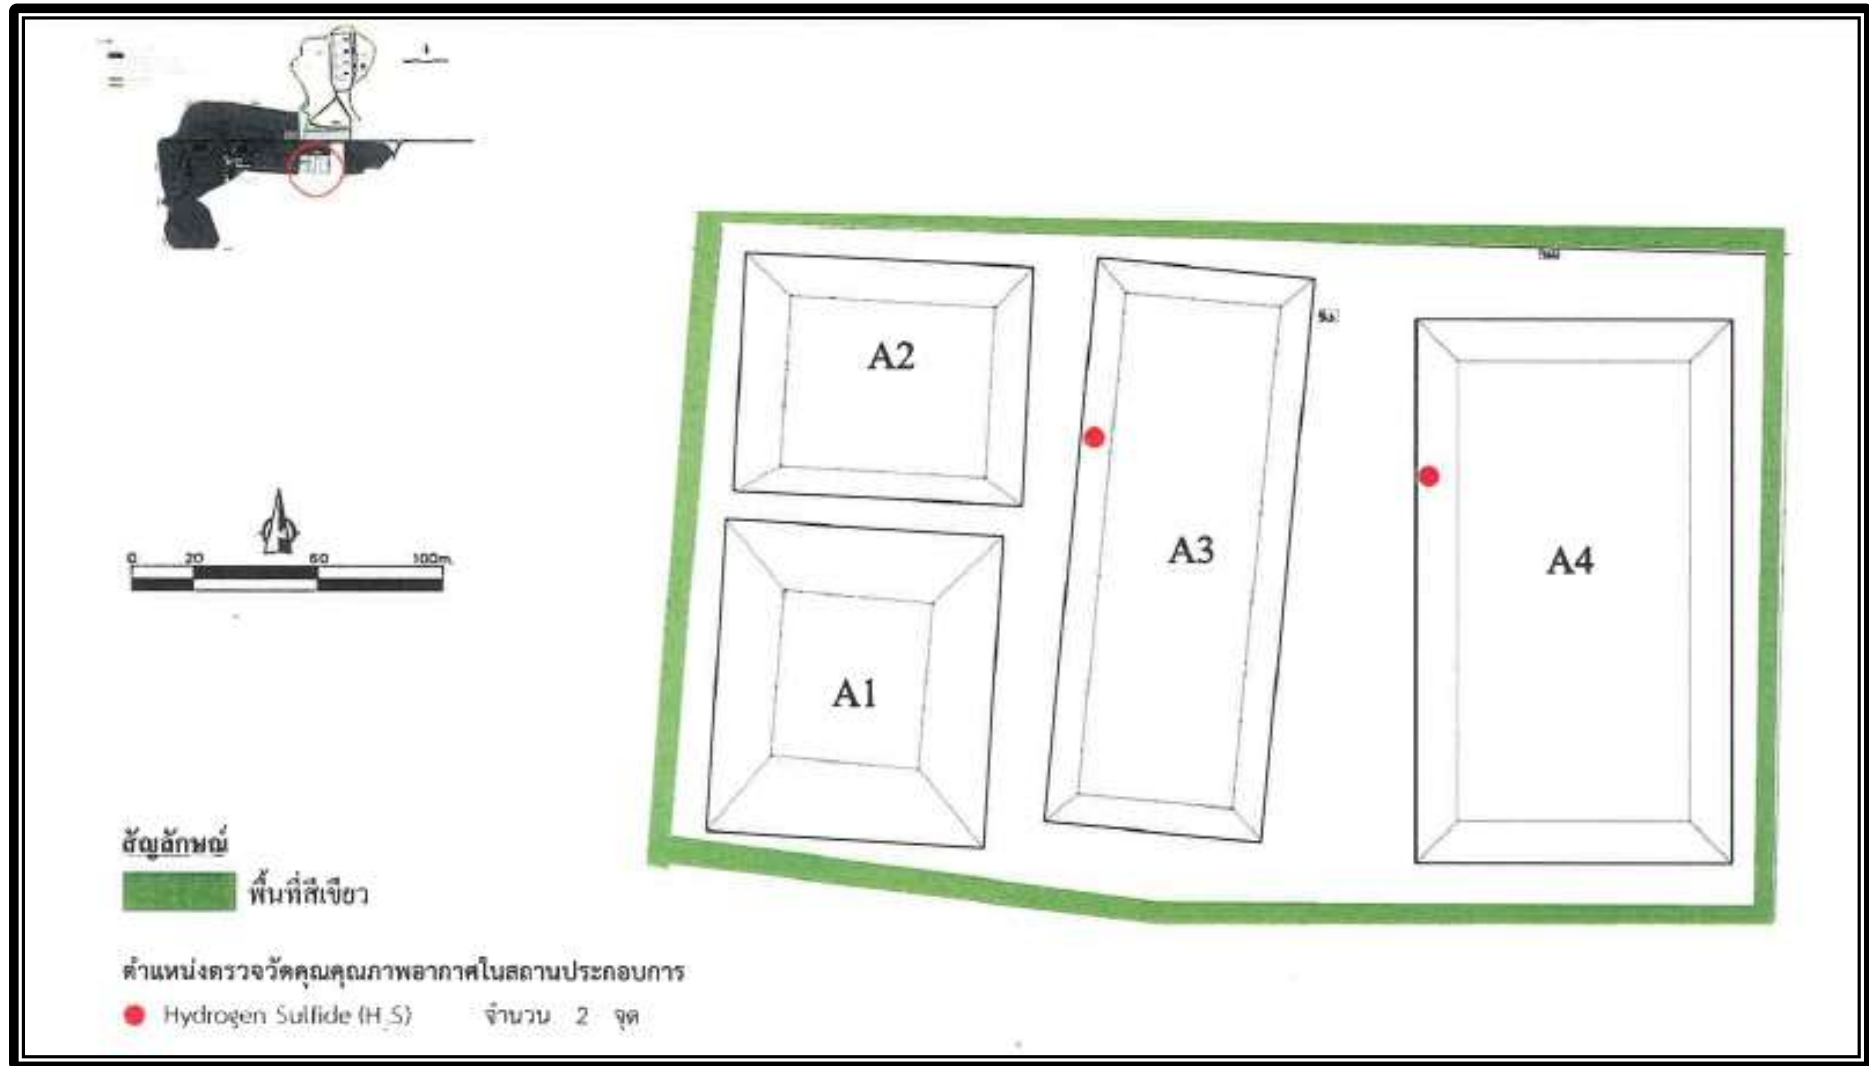 A2
A3
A4
A1
0 20 60 100m.
สัญลักษณ์
พื้นที่สีเขียว
ตำแหน่งตรวจวัดคุณคุณภาพอากาศในสถานประกอบการ
Hydrogen Sulfide (H_S) จำนวน 2 จุด